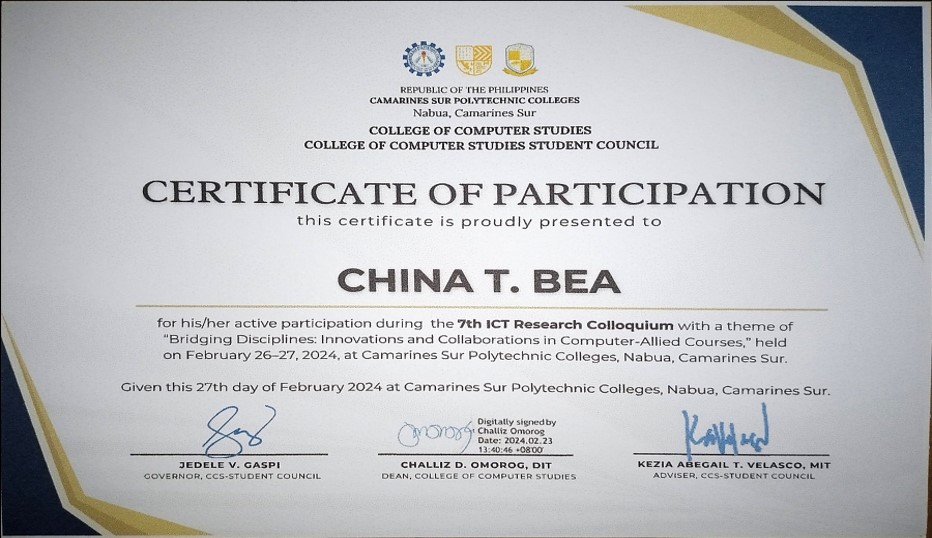 REPUBLIC OF THE PHILIPPINES
CAMARINES SUR POLYTECHNIC COLLEGES
Nabua, Camarines Sur
COLLEGE OF COMPUTER STUDIES
COLLEGE OF COMPUTER STUDIES STUDENT COUNCIL
CERTIFICATE OF PARTICIPATION
this certificate is proudly presented to
CHINA T. BEA
for his/her active participation during the 7th ICT Research Colloquium with a theme of
“Bridging Disciplines: Innovations and Collaborations in Computer-Allied Courses,” held
on February 26–27, 2024, at Camarines Sur Polytechnic Colleges, Nabua, Camarines Sur.
Given this 27th day of February 2024 at Camarines Sur Polytechnic Colleges, Nabua, Camarines Sur.
Digitally signed by
Challiz Omorog
Date: 2024.02.23
13:40:46 +08'00'
JEDELE V. GASPI
GOVERNOR, CCS-STUDENT COUNCIL
CHALLIZ D. OMOROG, DIT
DEAN, COLLEGE OF COMPUTER STUDIES
KEZIA ABEGAIL T. VELASCO, MIT
ADVISER, CCS-STUDENT COUNCIL